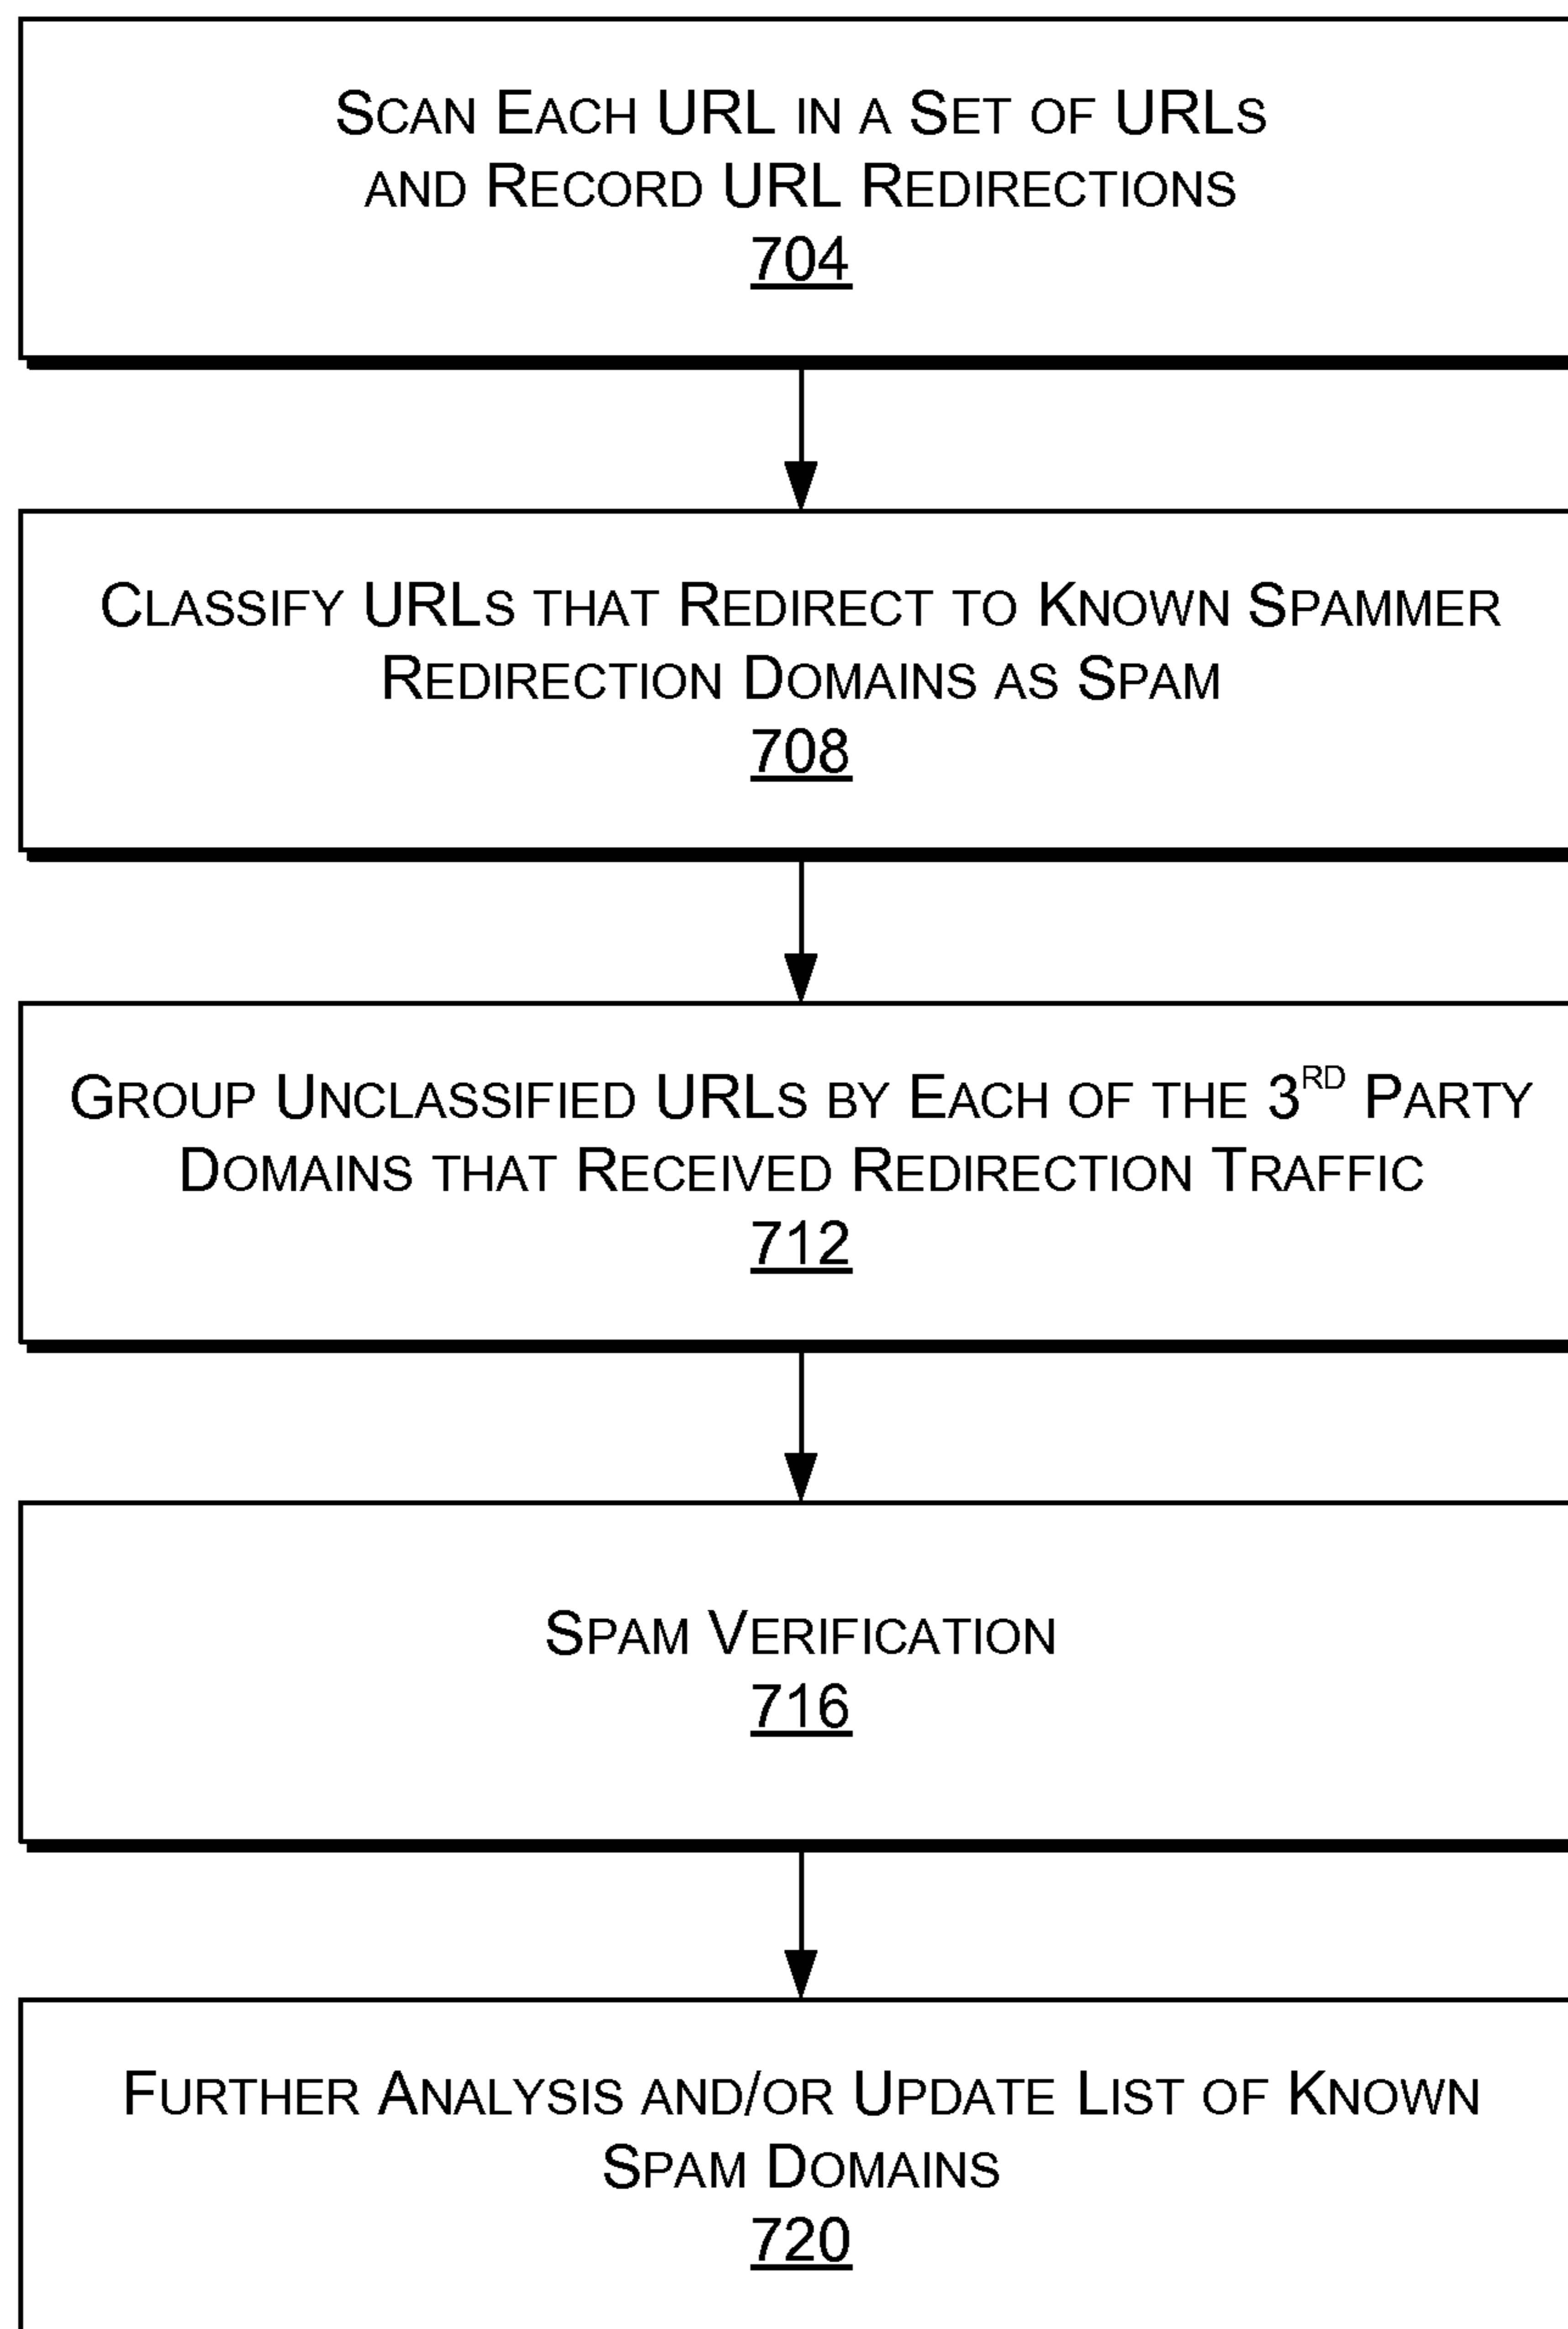 Scan Each URL in a Set of URLs
and Record URL Redirections
704
Classify URLs that Redirect to Known Spammer
Redirection Domains as Spam
708
Group Unclassified URLs by Each of the 3rd Party
Domains that Received Redirection Traffic
712
Spam Verification
716
Further Analysis and/or Update List of Known
Spam Domains
720